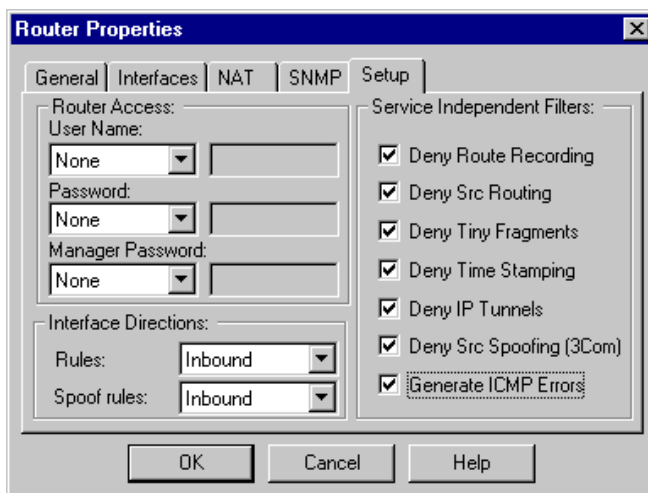 Router Properties
General
Interfaces
NAT
SNMP
Setup
Router Access:
User Name:
None
Password:
None
Manager Password:
None
Interface Directions:
Rules:
Inbound
Spoof rules:
Inbound
Service Independent Filters:
Deny Route Recording
Deny Src Routing
Deny Tiny Fragments
Deny Time Stamping
Deny IP Tunnels
Deny Src Spoofing (3Com)
Generate ICMP Errors
OK
Cancel
Help